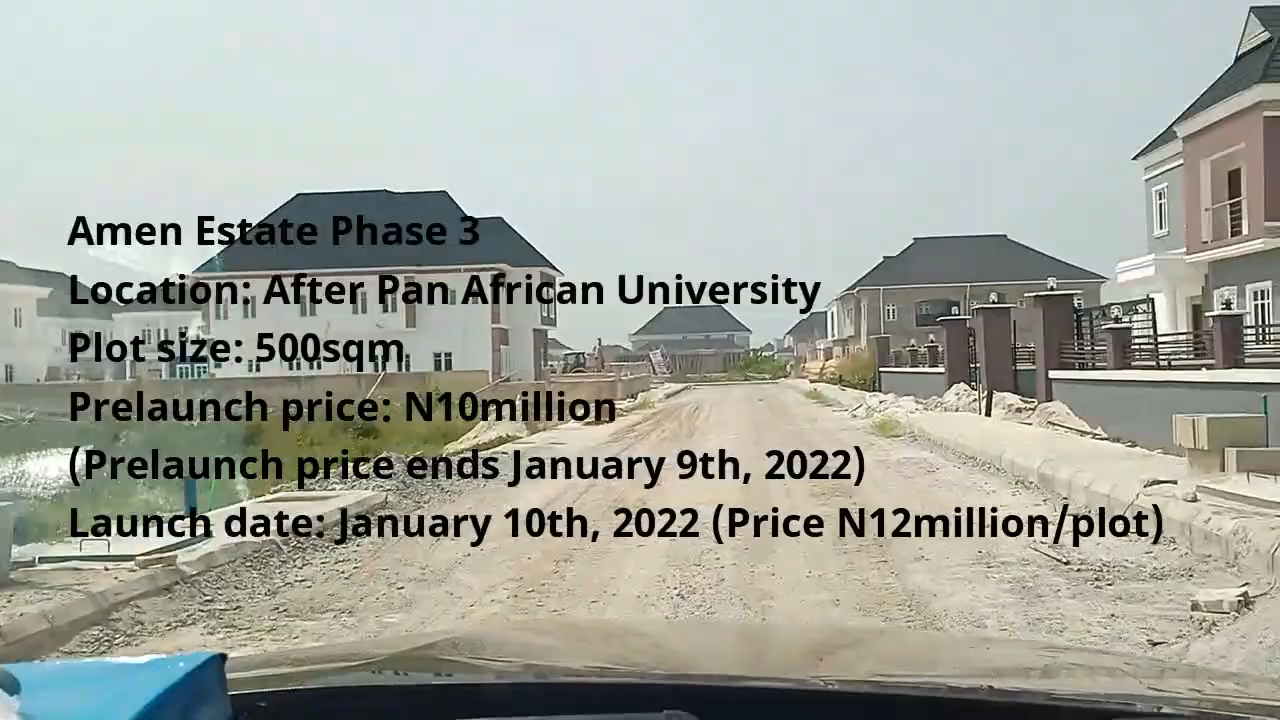 Amen Estate Phase 3
Location: After Pan African University
Plot size: 500sqm
Prelaunch price: N10million
(Prelaunch price ends January 9th, 2022)
Launch date: January 10th, 2022 (Price N12million/plot)